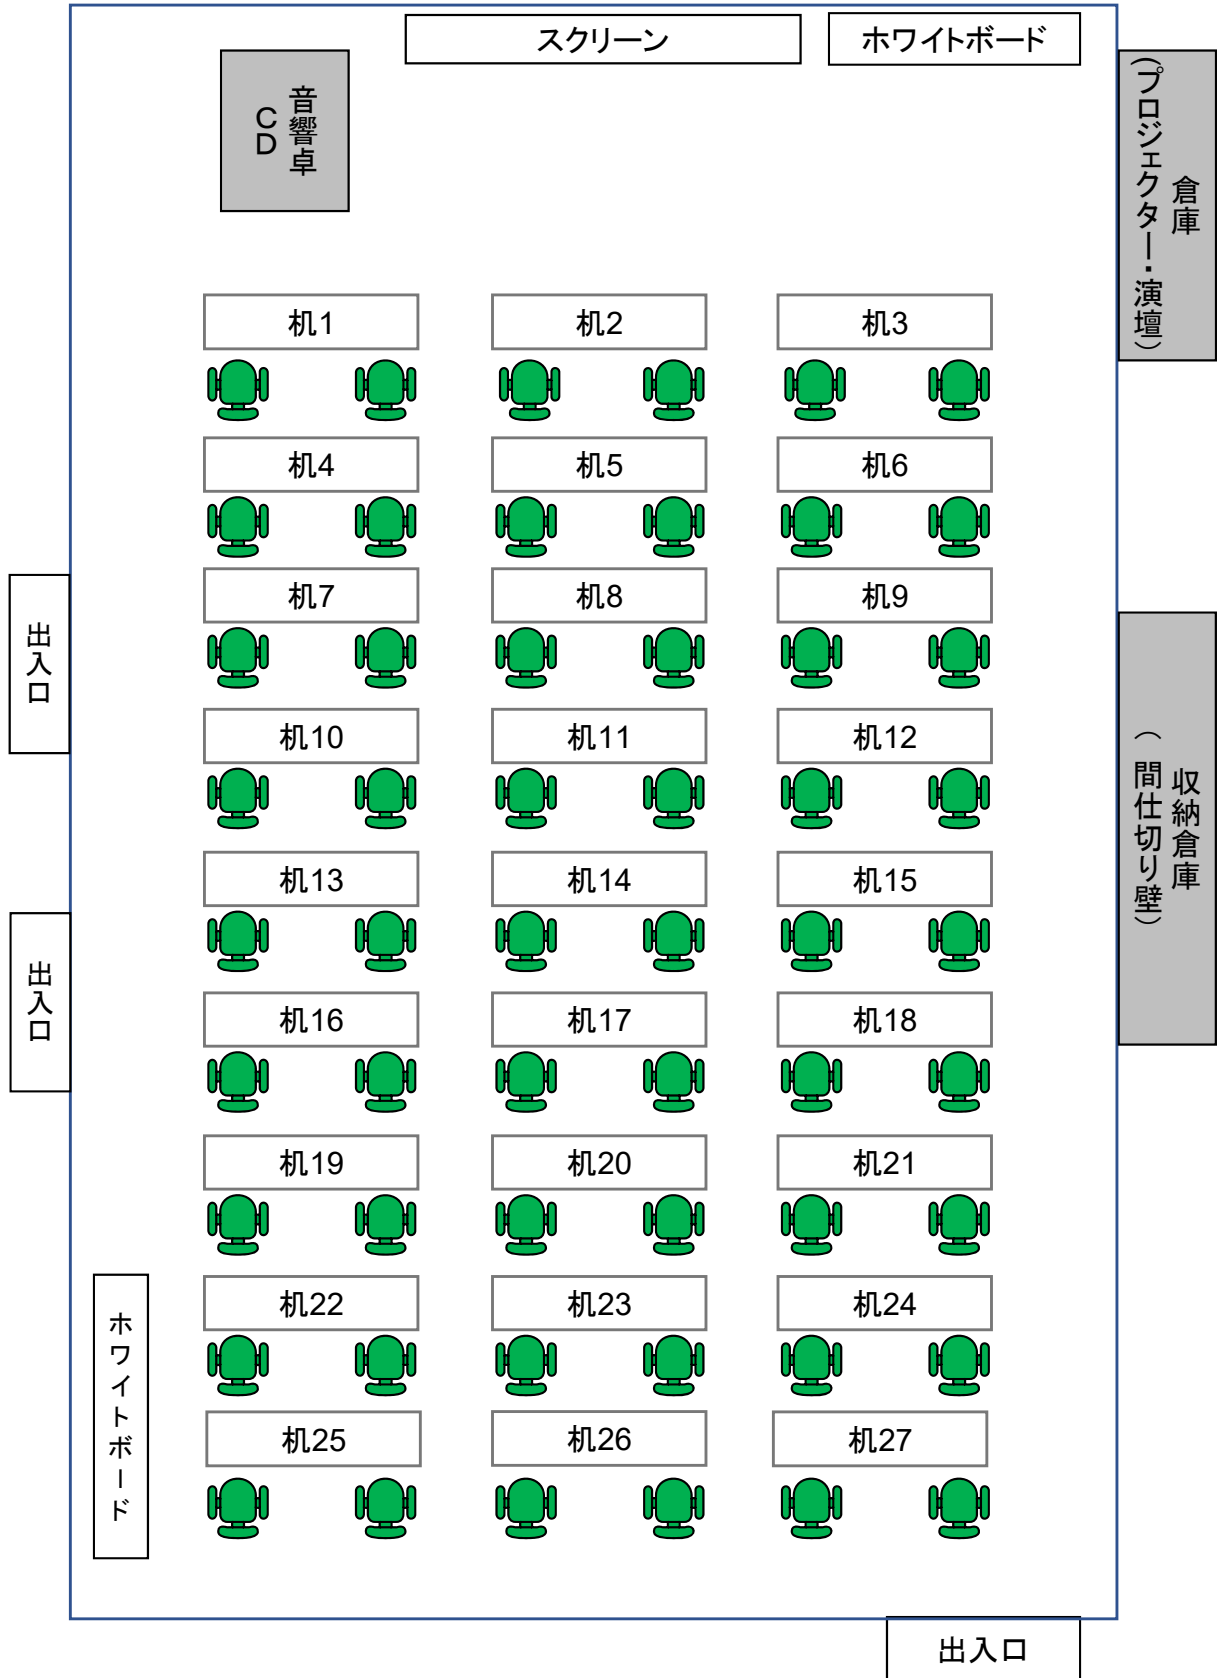 スクリーン
ホワイトボード
音響卓
CD
倉庫
(プロジェクター・演壇)
机1
机2
机3
机4
机5
机6
机7
机8
机9
出入口
机10
机11
机12
収納倉庫
(間仕切り壁)
机13
机14
机15
出入口
机16
机17
机18
机19
机20
机21
机22
机23
机24
ホワイトボード
机25
机26
机27
出入口